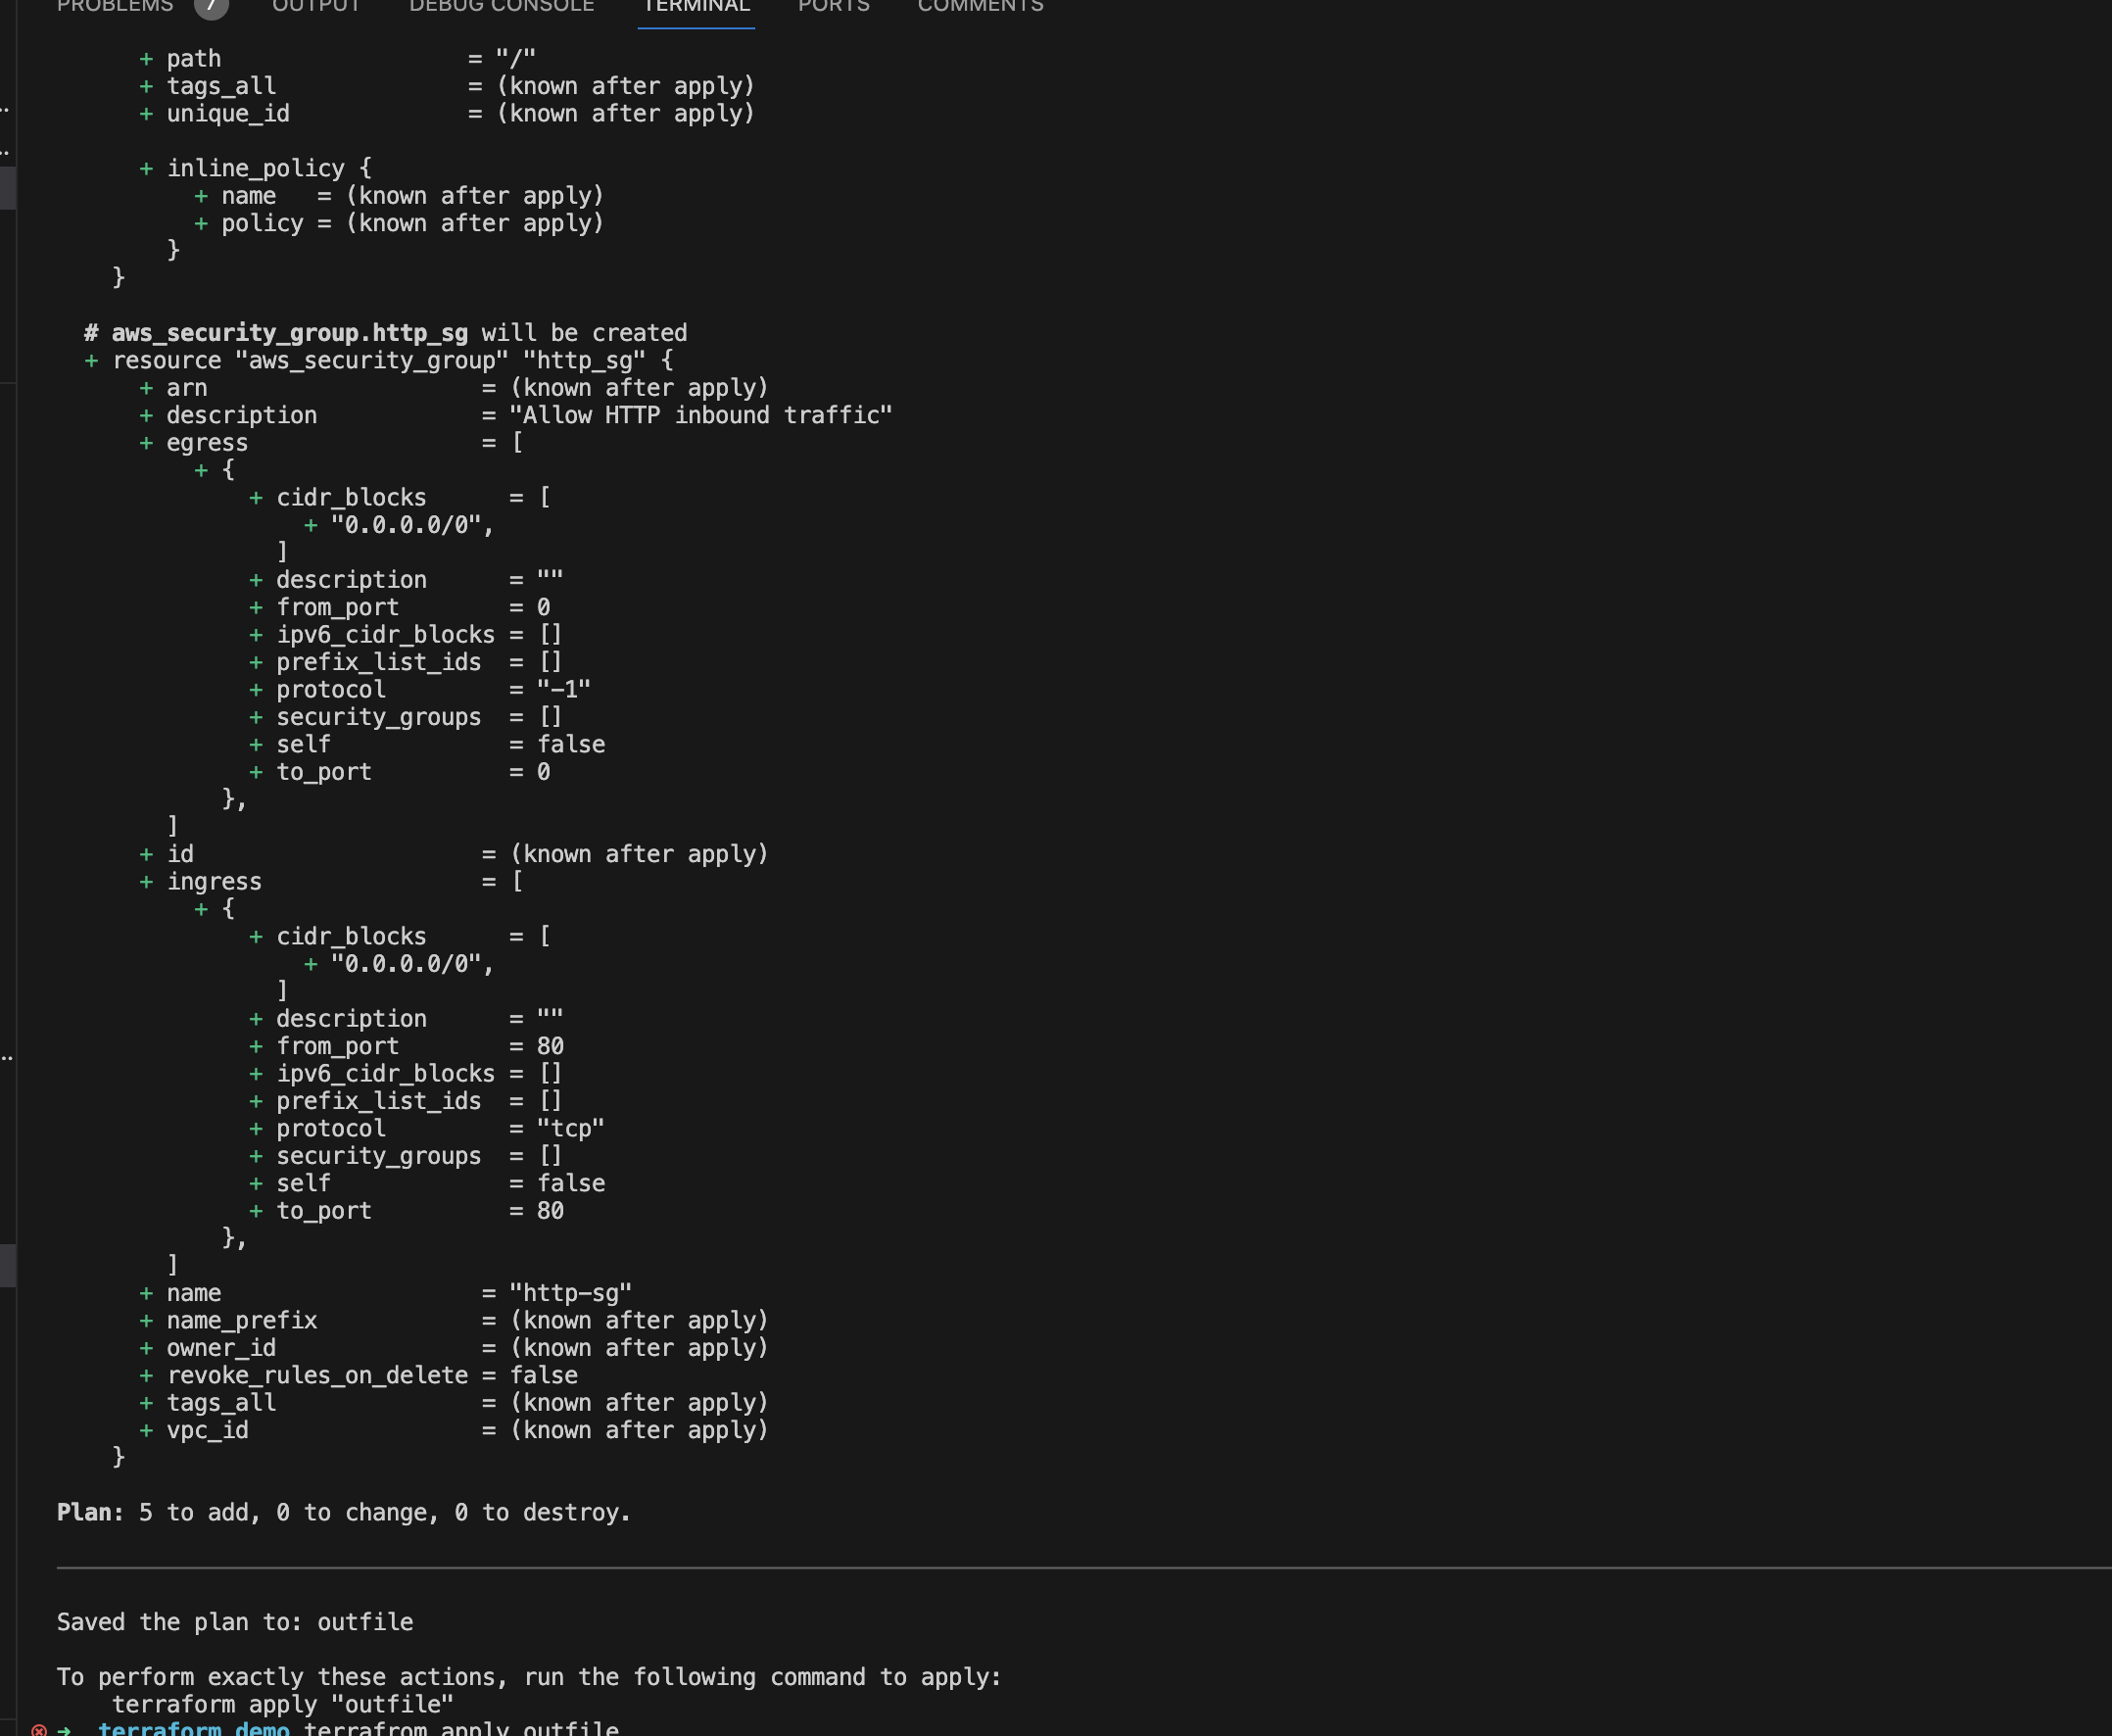 PROBLEMS 7 OUTPUT DEBUG CONSOLE TERMINAL PORTS COMMENTS
+ path = "/"
+ tags_all = (known after apply)
+ unique_id = (known after apply)
+ inline_policy {
+ name = (known after apply)
+ policy = (known after apply)
}
}
# aws_security_group.http_sg will be created
+ resource "aws_security_group" "http_sg" {
+ arn = (known after apply)
+ description = "Allow HTTP inbound traffic"
+ egress = [
+ {
+ cidr_blocks = [
+ "0.0.0.0/0",
]
+ description = ""
+ from_port = 0
+ ipv6_cidr_blocks = []
+ prefix_list_ids = []
+ protocol = "-1"
+ security_groups = []
+ self = false
+ to_port = 0
},
]
+ id = (known after apply)
+ ingress = [
+ {
+ cidr_blocks = [
+ "0.0.0.0/0",
]
+ description = ""
+ from_port = 80
+ ipv6_cidr_blocks = []
+ prefix_list_ids = []
+ protocol = "tcp"
+ security_groups = []
+ self = false
+ to_port = 80
},
]
+ name = "http-sg"
+ name_prefix = (known after apply)
+ owner_id = (known after apply)
+ revoke_rules_on_delete = false
+ tags_all = (known after apply)
+ vpc_id = (known after apply)
}
Plan: 5 to add, 0 to change, 0 to destroy.
Saved the plan to: outfile
To perform exactly these actions, run the following command to apply:
terraform apply "outfile"
→ terraform_demo terrafrom apply outfile